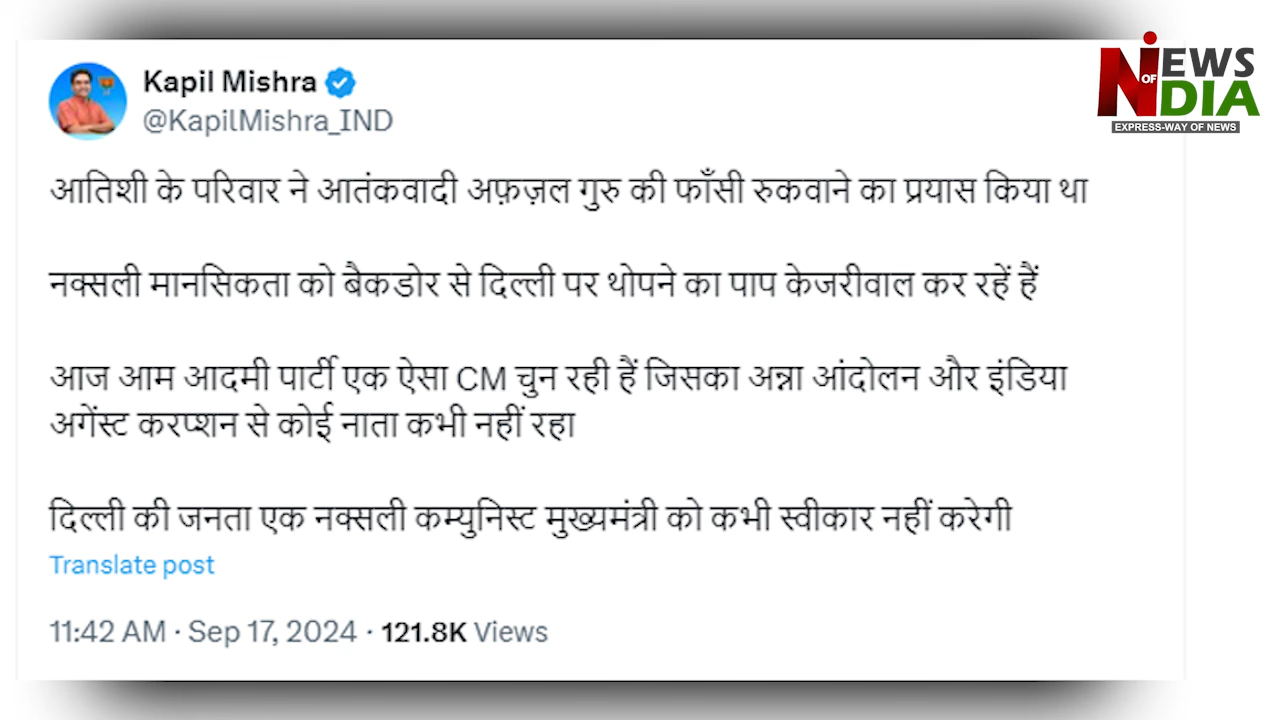 Kapil Mishra
@KapilMishra_IND
NEWS
OF
INDIA
EXPRESS-WAY OF NEWS
आतिशी के परिवार ने आतंकवादी अफ़ज़ल गुरु की फाँसी रुकवाने का प्रयास किया था
नक्सली मानसिकता को बैकडोर से दिल्ली पर थोपने का पाप केजरीवाल कर रहें हैं
आज आम आदमी पार्टी एक ऐसा CM चुन रही हैं जिसका अन्ना आंदोलन और इंडिया
अगेंस्ट करप्शन से कोई नाता कभी नहीं रहा
दिल्ली की जनता एक नक्सली कम्युनिस्ट मुख्यमंत्री को कभी स्वीकार नहीं करेगी
Translate post
11:42 AM · Sep 17, 2024 · 121.8K Views